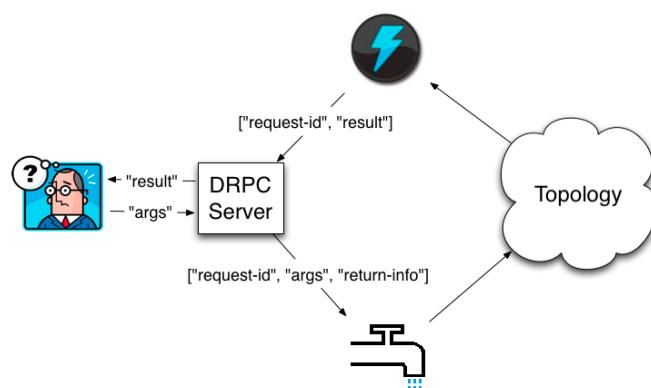 ["request-id", "result"]
?
"result"
"args"
DRPC
Server
Topology
["request-id", "args", "return-info"]